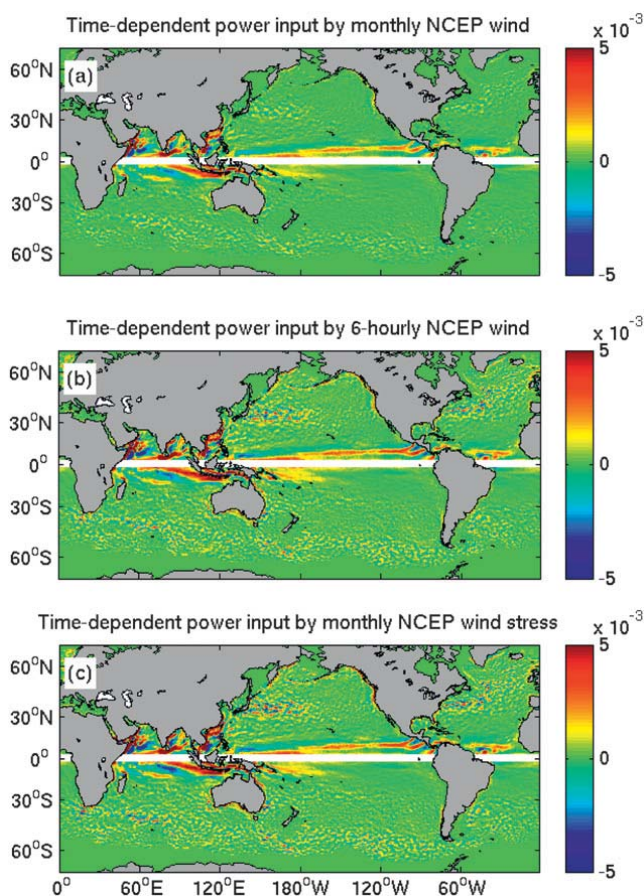 Time-dependent power input by monthly NCEP wind
x 10⁻³
5
60°N
(a)
30°N
0°
0
30°S
60°S
-5
Time-dependent power input by 6-hourly NCEP wind
x 10⁻³
5
60°N
(b)
30°N
0°
0
30°S
60°S
-5
Time-dependent power input by monthly NCEP wind stress
x 10⁻³
5
60°N
(c)
30°N
0°
0
30°S
60°S
-5
0° 60°E 120°E 180°W 120°W 60°W